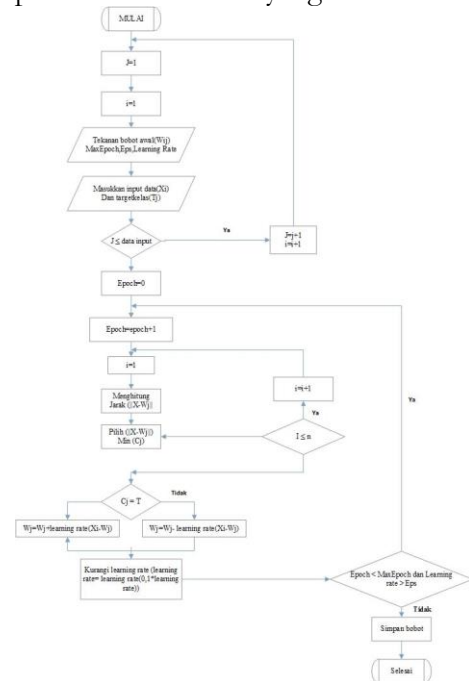 MULAI
J=1
i=1
Tekanan bobot awal(Wij)
MaxEpoch,Eps,Learning Rate
Masukkan input data(Xi)
Dan targetkelas(Tj)
J ≤ data input
Ya
J=j+1
i=i+1
Epoch=0
Epoch=epoch+1
i=1
i=i+1
Ya
Ya
Menghitung
Jarak (||X-Wj||
Pilih (||X-Wj||)
Min (Cj)
I ≤ n
Cj = T
Tidak
Wj=Wj+learning rate(Xi-Wj)
Wj=Wj- learning rate(Xi-Wj)
Kurangi learning rate (learning
rate= learning rate(0,1*learning
rate))
Epoch < MaxEpoch dan Learning
rate > Eps
Tidak
Simpan bobot
Selesai